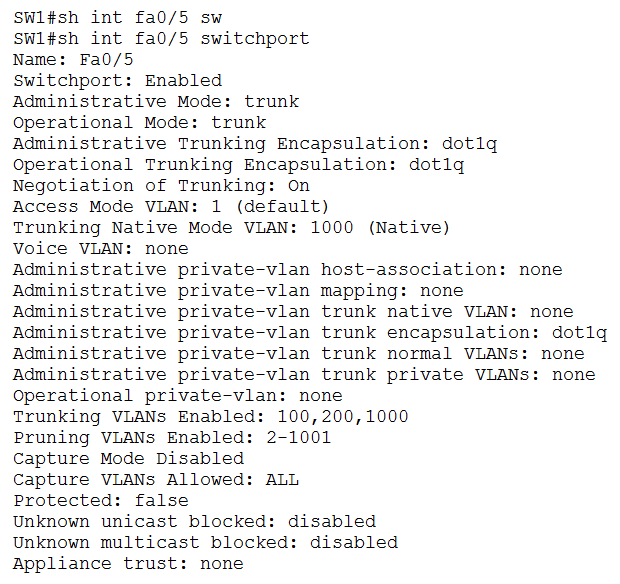 SW1#sh int fa0/5 sw
SW1#sh int fa0/5 switchport
Name: Fa0/5
Switchport: Enabled
Administrative Mode: trunk
Operational Mode: trunk
Administrative Trunking Encapsulation: dot1q
Operational Trunking Encapsulation: dot1q
Negotiation of Trunking: On
Access Mode VLAN: 1 (default)
Trunking Native Mode VLAN: 1000 (Native)
Voice VLAN: none
Administrative private-vlan host-association: none
Administrative private-vlan mapping: none
Administrative private-vlan trunk native VLAN: none
Administrative private-vlan trunk encapsulation: dot1q
Administrative private-vlan trunk normal VLANs: none
Administrative private-vlan trunk private VLANs: none
Operational private-vlan: none
Trunking VLANs Enabled: 100,200,1000
Pruning VLANs Enabled: 2-1001
Capture Mode Disabled
Capture VLANs Allowed: ALL
Protected: false
Unknown unicast blocked: disabled
Unknown multicast blocked: disabled
Appliance trust: none